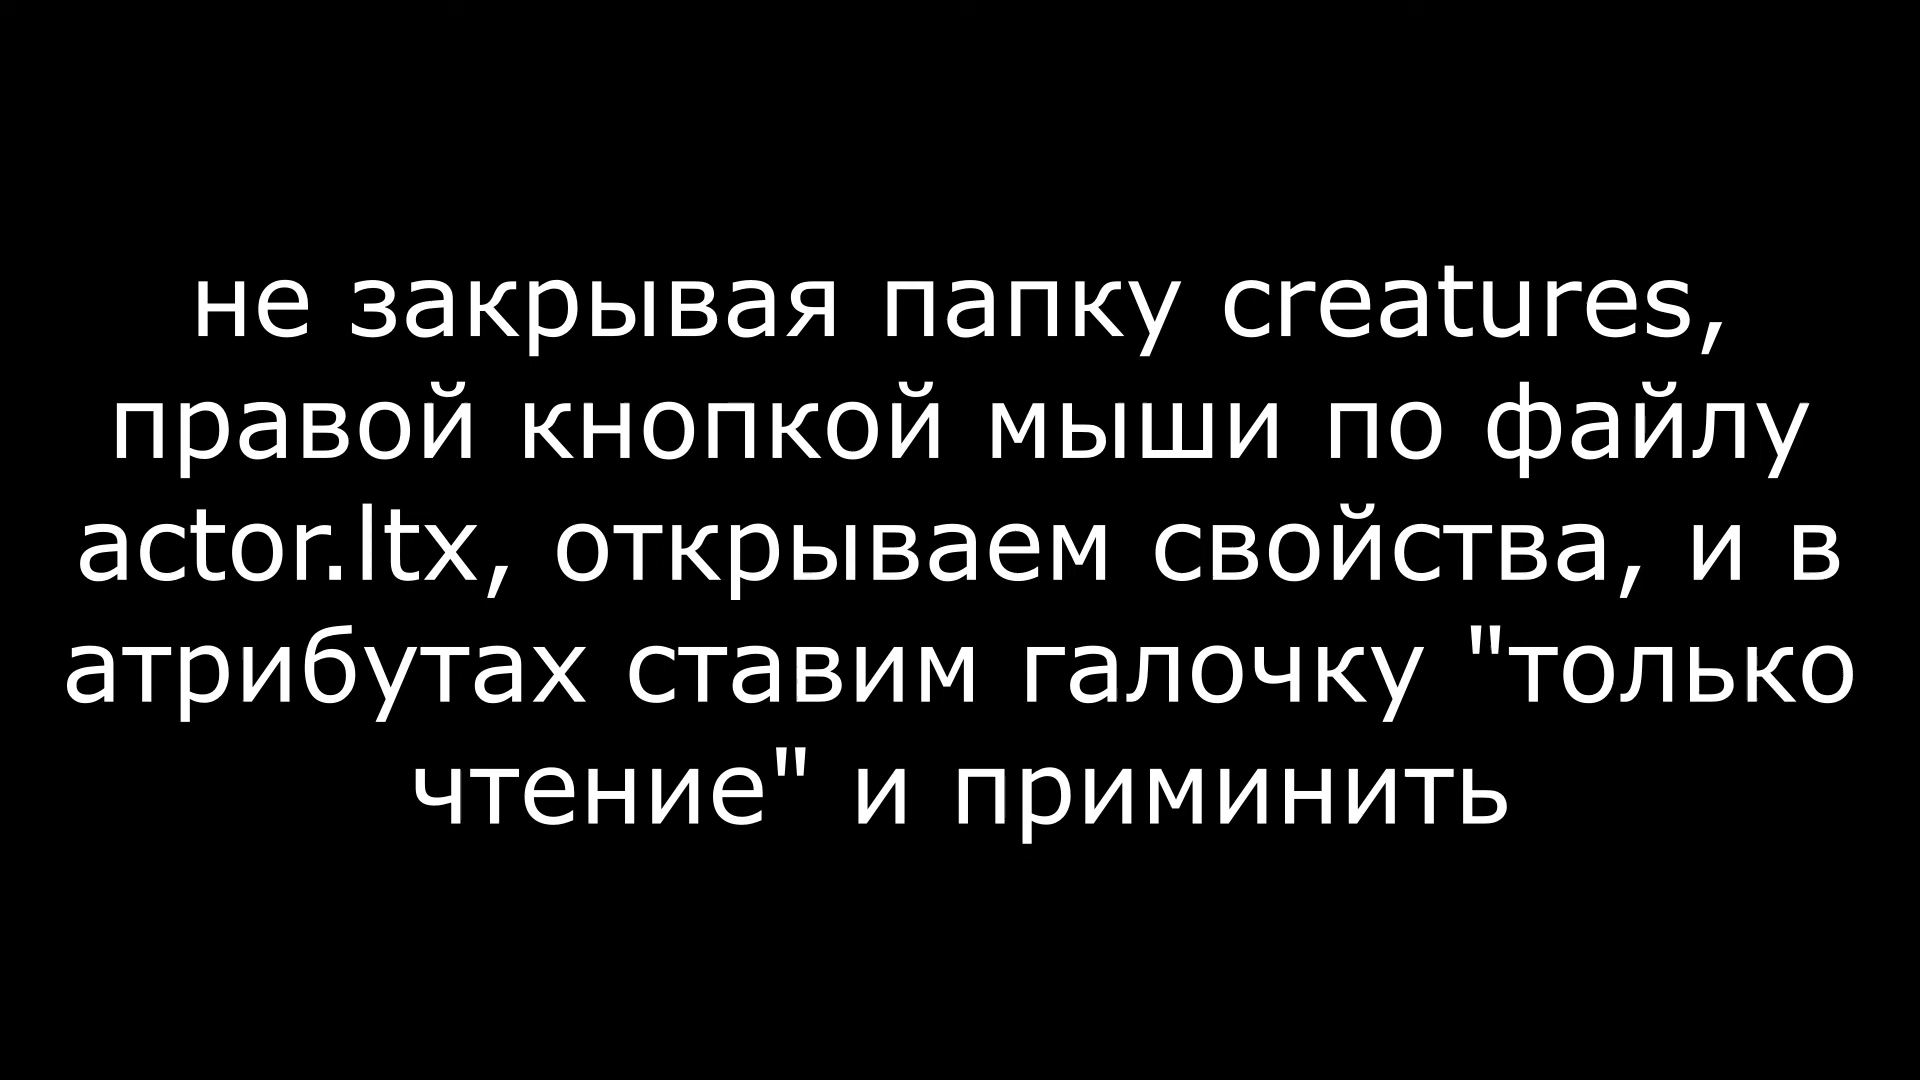 не закрывая папку creatures,
правой кнопкой мыши по файлу
actor.ltx, открываем свойства, и в
атрибутах ставим галочку "только
чтение" и приминить